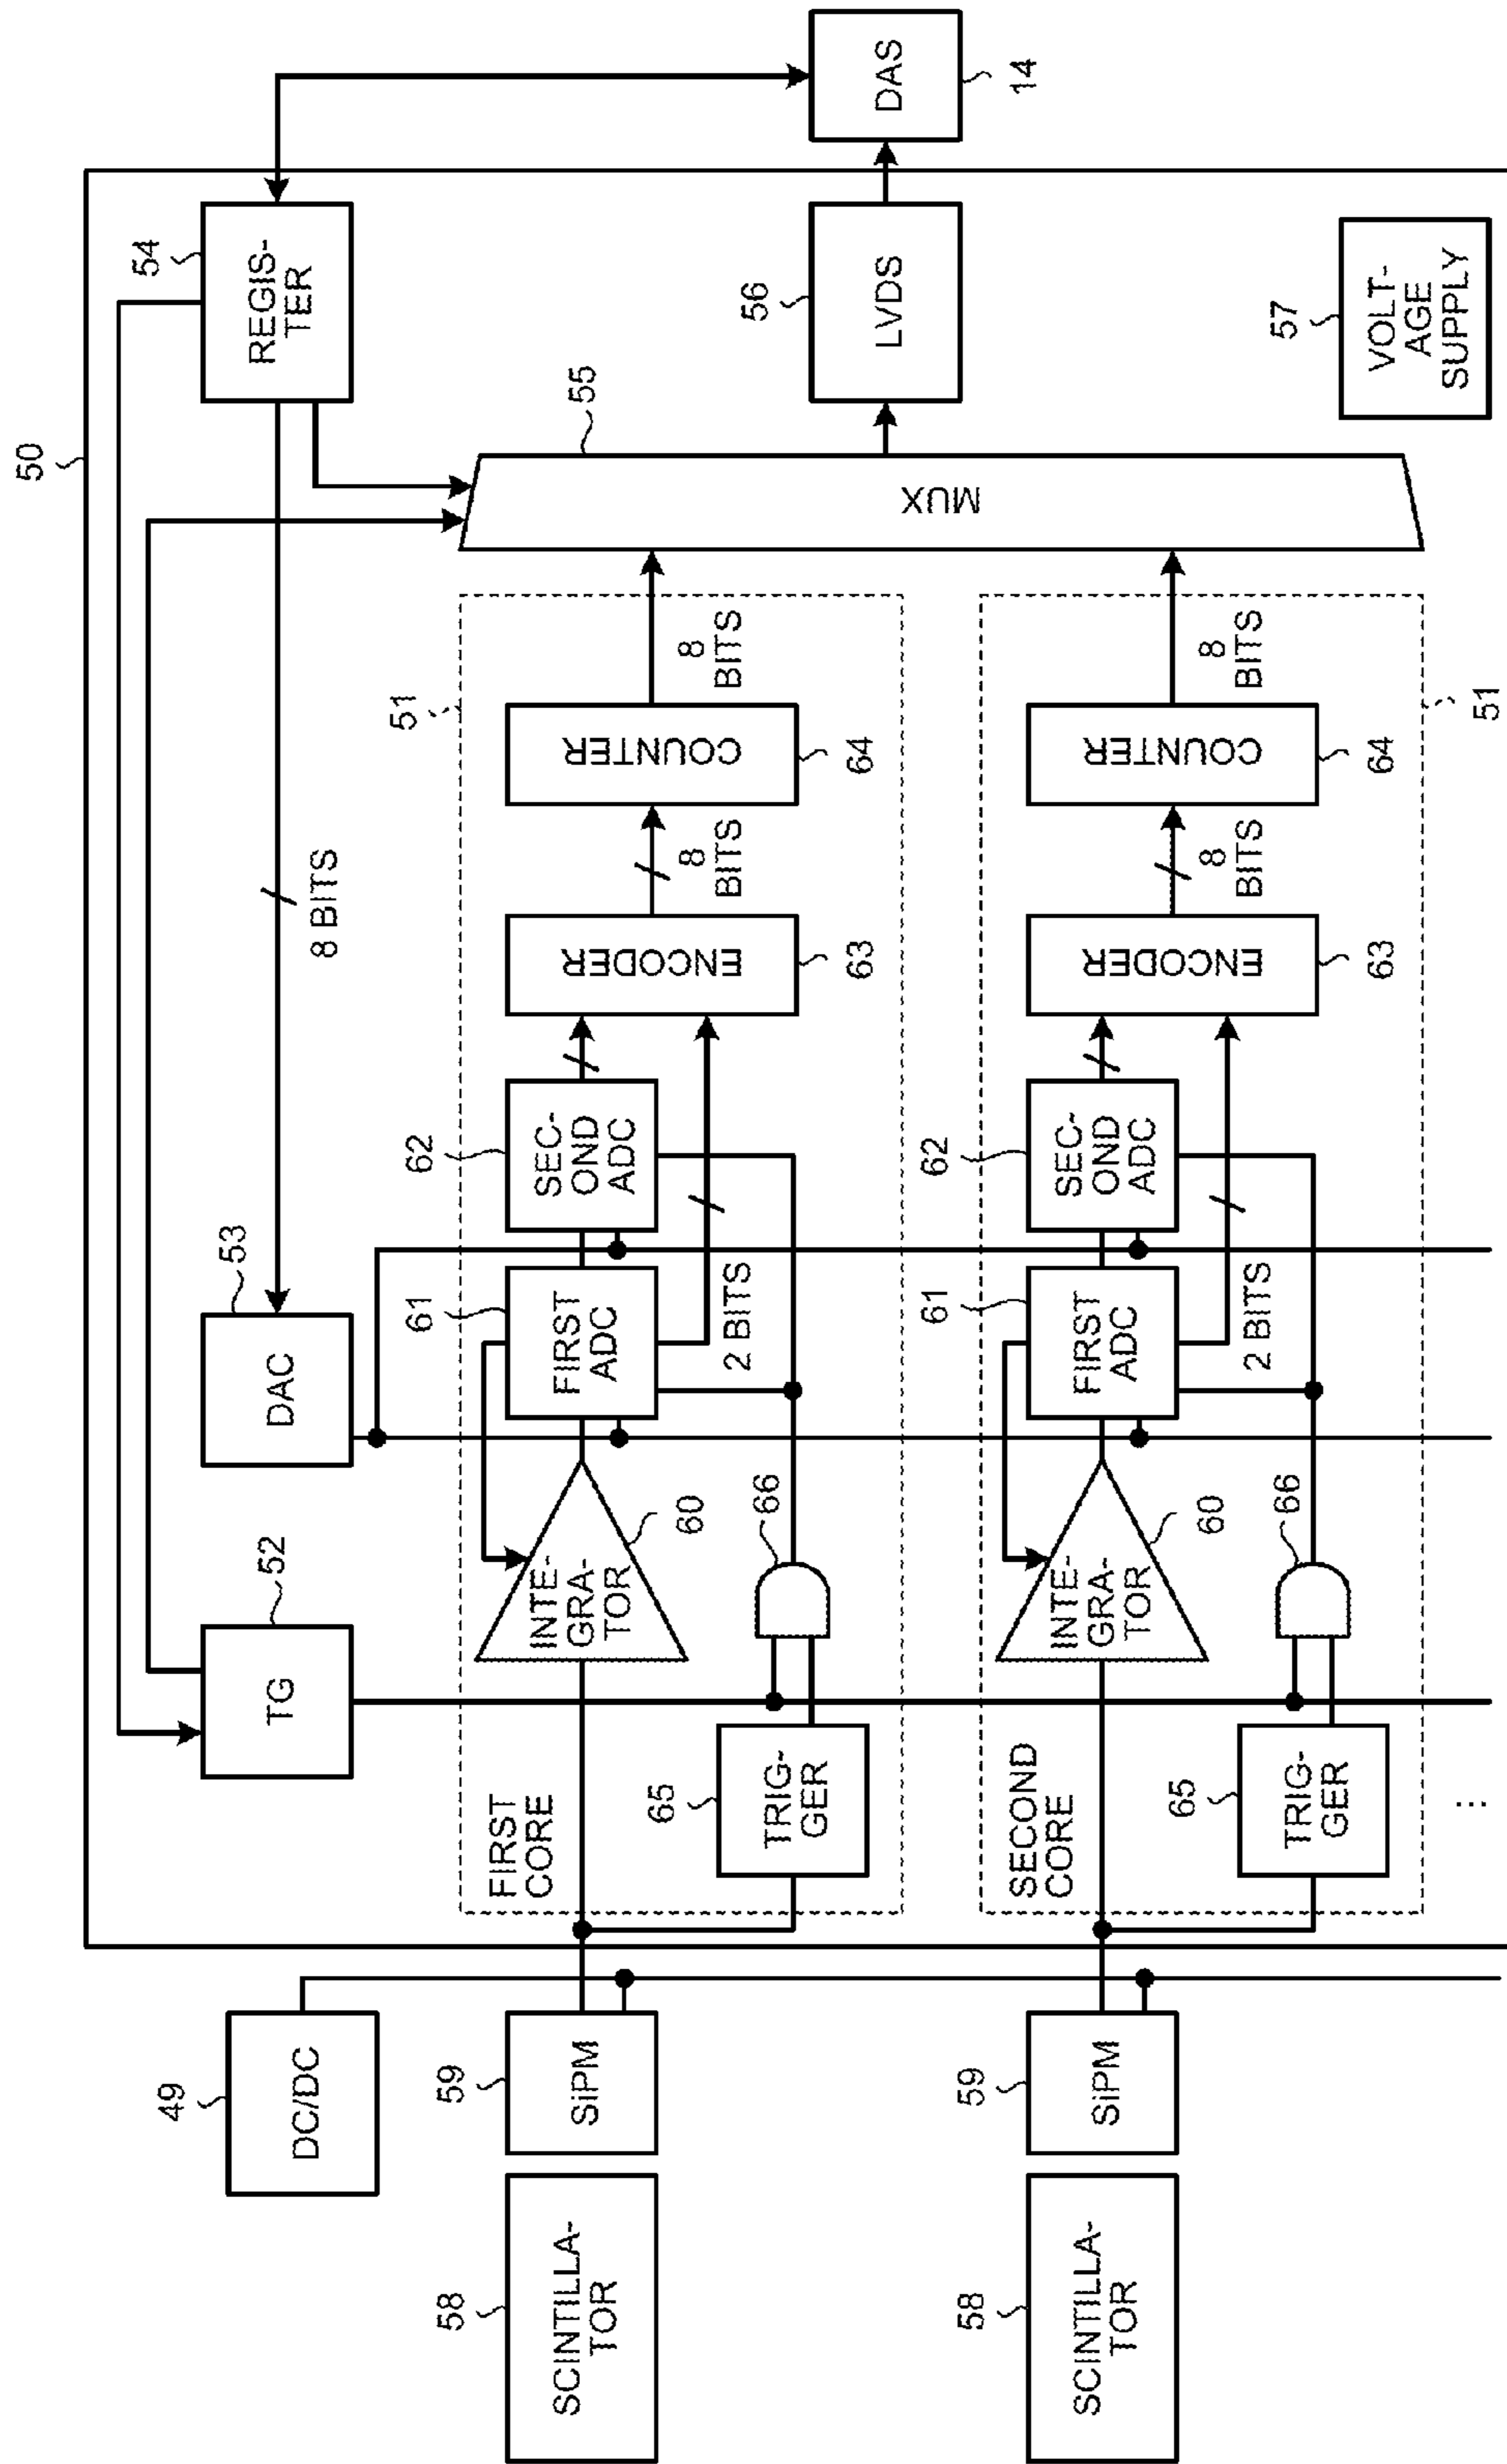 50
49
DC/DC
52
TG
53
DAC
8 BITS
54
REGIS-
TER
58
SCINTILLA-
TOR
59
SiPM
FIRST
CORE
INTE-
GRA-
TOR
60
61
FIRST
ADC
62
SEC-
OND
ADC
2 BITS
ENCODER
63
8
BITS
51
COUNTER
64
8
BITS
65
TRIG-
GER
66
55
MUX
56
LVDS
DAS
14
58
SCINTILLA-
TOR
59
SiPM
SECOND
CORE
INTE-
GRA-
TOR
60
61
FIRST
ADC
62
SEC-
OND
ADC
2 BITS
ENCODER
63
8
BITS
COUNTER
64
8
BITS
51
65
TRIG-
GER
66
57
VOLT-
AGE
SUPPLY
...